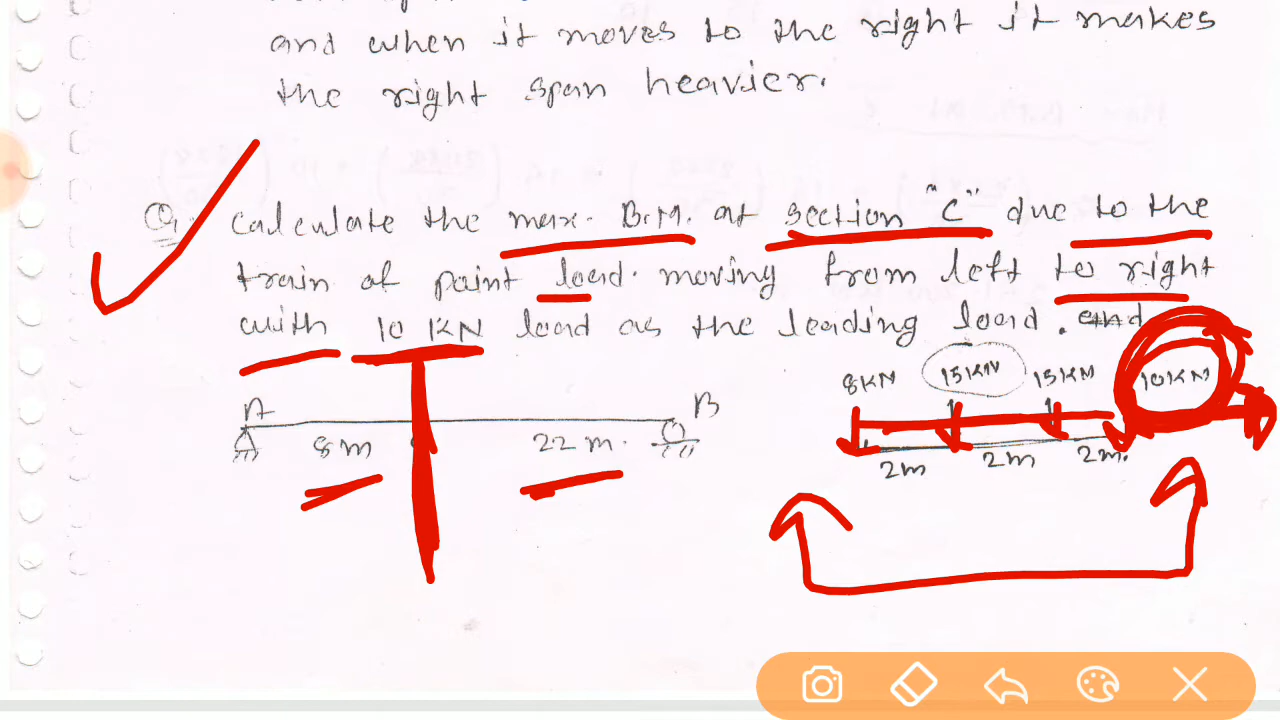 and when it moves to the right it makes
the right span heavier.
Q. Calculate the max. B.M. at section "C" due to the
train of point load. moving from left to right
with 10 KN load as the leading load.
8KN 15KN 15KN 10KN
A B
8m 22 m.
2m 2m 2m.